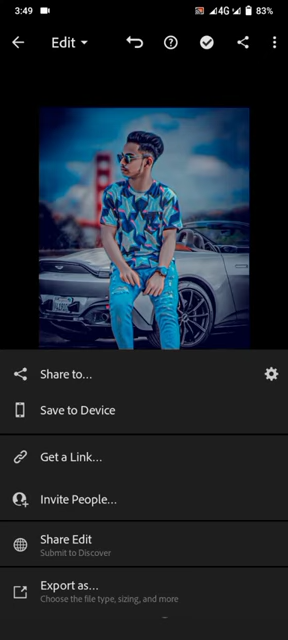 3:49
4G
83%
Edit
Share to...
Save to Device
Get a Link...
Invite People...
Share Edit
Submit to Discover
Export as...
Choose the file type, sizing, and more